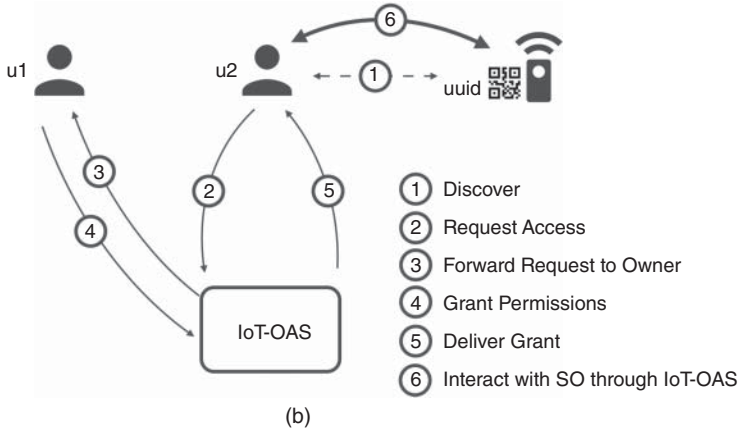 6
u1
u2
1
uuid
3
2
5
4
IoT-OAS
1 Discover
2 Request Access
3 Forward Request to Owner
4 Grant Permissions
5 Deliver Grant
6 Interact with SO through IoT-OAS
(b)